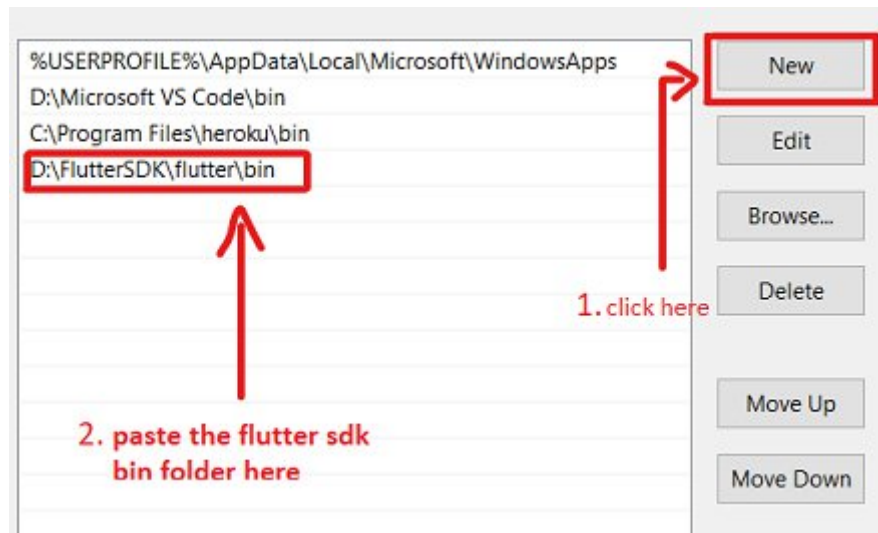 %USERPROFILE%\AppData\Local\Microsoft\WindowsApps
D:\Microsoft VS Code\bin
C:\Program Files\heroku\bin
D:\FlutterSDK\flutter\bin
New
Edit
Browse...
Delete
Move Up
Move Down
1. click here
2. paste the flutter sdk
bin folder here